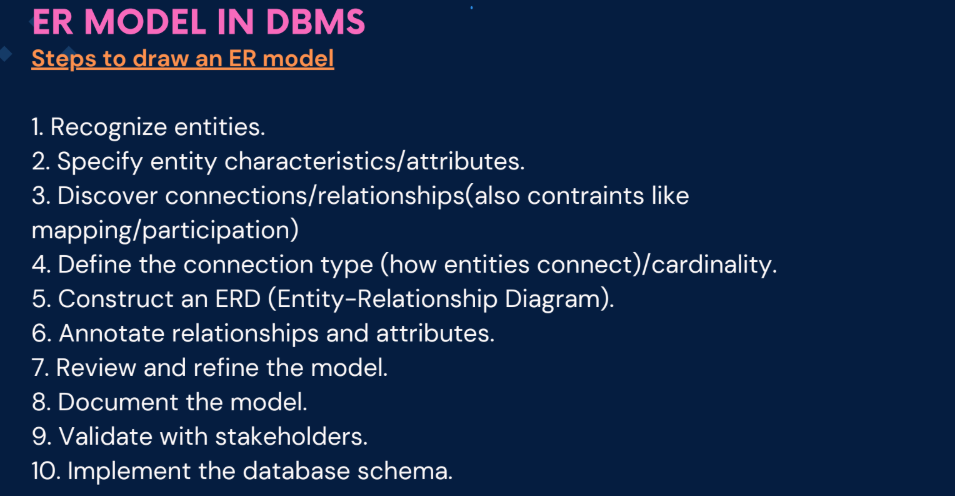 ER MODEL IN DBMS
Steps to draw an ER model
1. Recognize entities.
2. Specify entity characteristics/attributes.
3. Discover connections/relationships(also contraints like
mapping/participation)
4. Define the connection type (how entities connect)/cardinality.
5. Construct an ERD (Entity-Relationship Diagram).
6. Annotate relationships and attributes.
7. Review and refine the model.
8. Document the model.
9. Validate with stakeholders.
10. Implement the database schema.